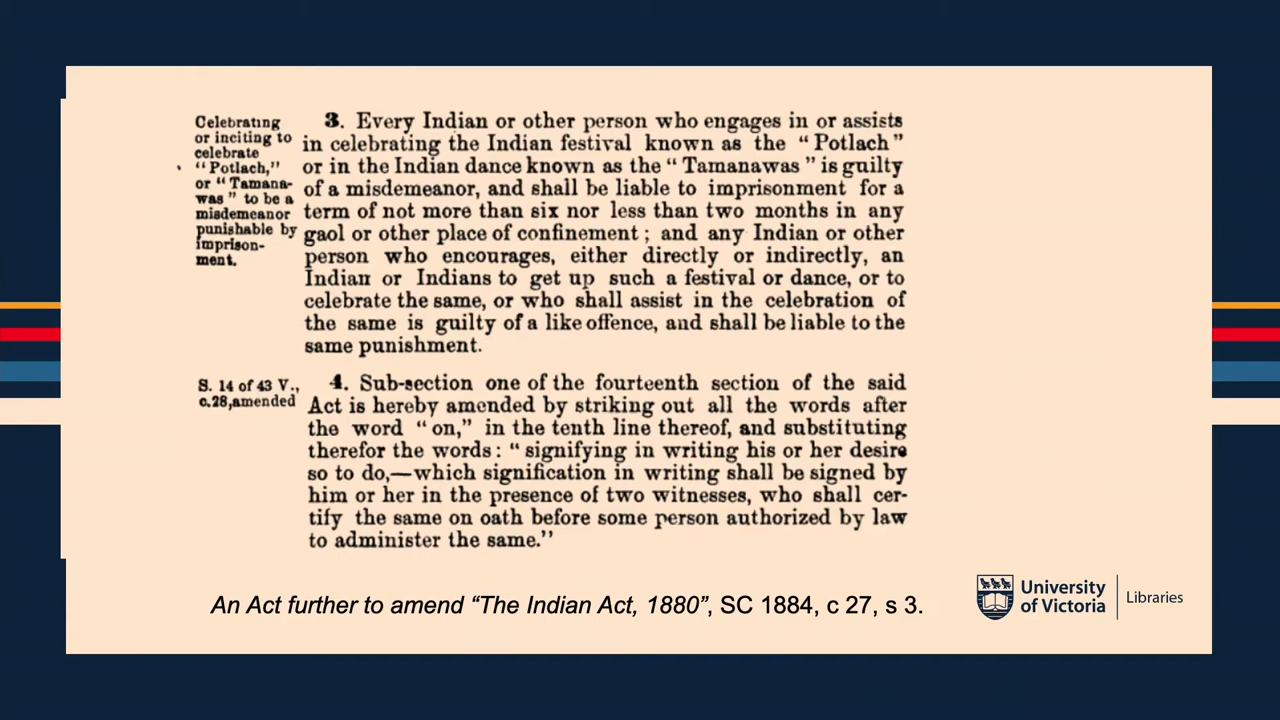 Celebrating
or inciting to
celebrate
"Potlach,"
or "Tamana-
was" to be a
misdemeanor
punishable by
imprison-
ment.
3. Every Indian or other person who engages in or assists
in celebrating the Indian festival known as the "Potlach"
or in the Indian dance known as the "Tamanawas" is guilty
of a misdemeanor, and shall be liable to imprisonment for a
term of not more than six nor less than two months in any
gaol or other place of confinement; and any Indian or other
person who encourages, either directly or indirectly, an
Indian or Indians to get up such a festival or dance, or to
celebrate the same, or who shall assist in the celebration of
the same is guilty of a like offence, and shall be liable to the
same punishment.
S. 14 of 43 V.,
c.28,amended
4. Sub-section one of the fourteenth section of the said
Act is hereby amended by striking out all the words after
the word "on," in the tenth line thereof, and substituting
therefor the words: "signifying in writing his or her desire
so to do,—which signification in writing shall be signed by
him or her in the presence of two witnesses, who shall cer-
tify the same on oath before some person authorized by law
to administer the same."
An Act further to amend “The Indian Act, 1880”, SC 1884, c 27, s 3.
University
of Victoria
Libraries